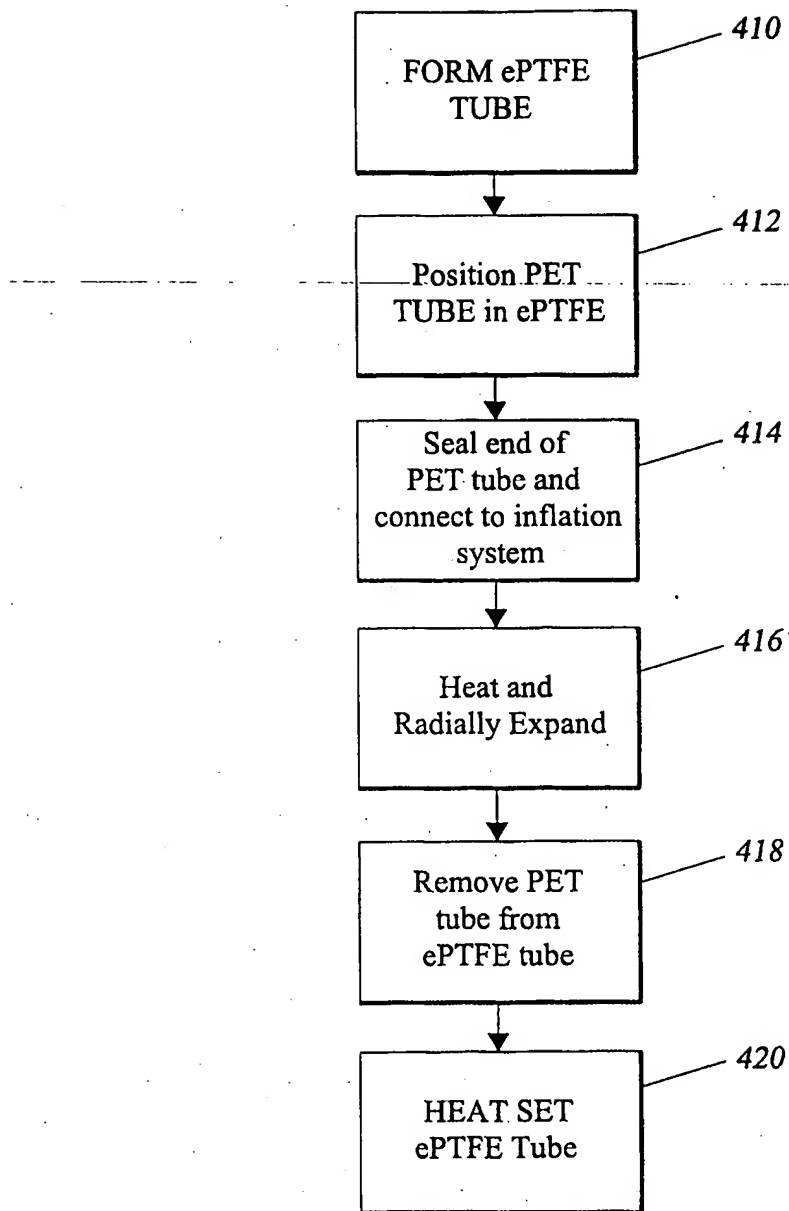 410
FORM ePTFE
TUBE
412
Position PET
TUBE in ePTFE
414
Seal end of
PET tube and
connect to inflation
system
416
Heat and
Radially Expand
418
Remove PET
tube from
ePTFE tube
420
HEAT SET
ePTFE Tube